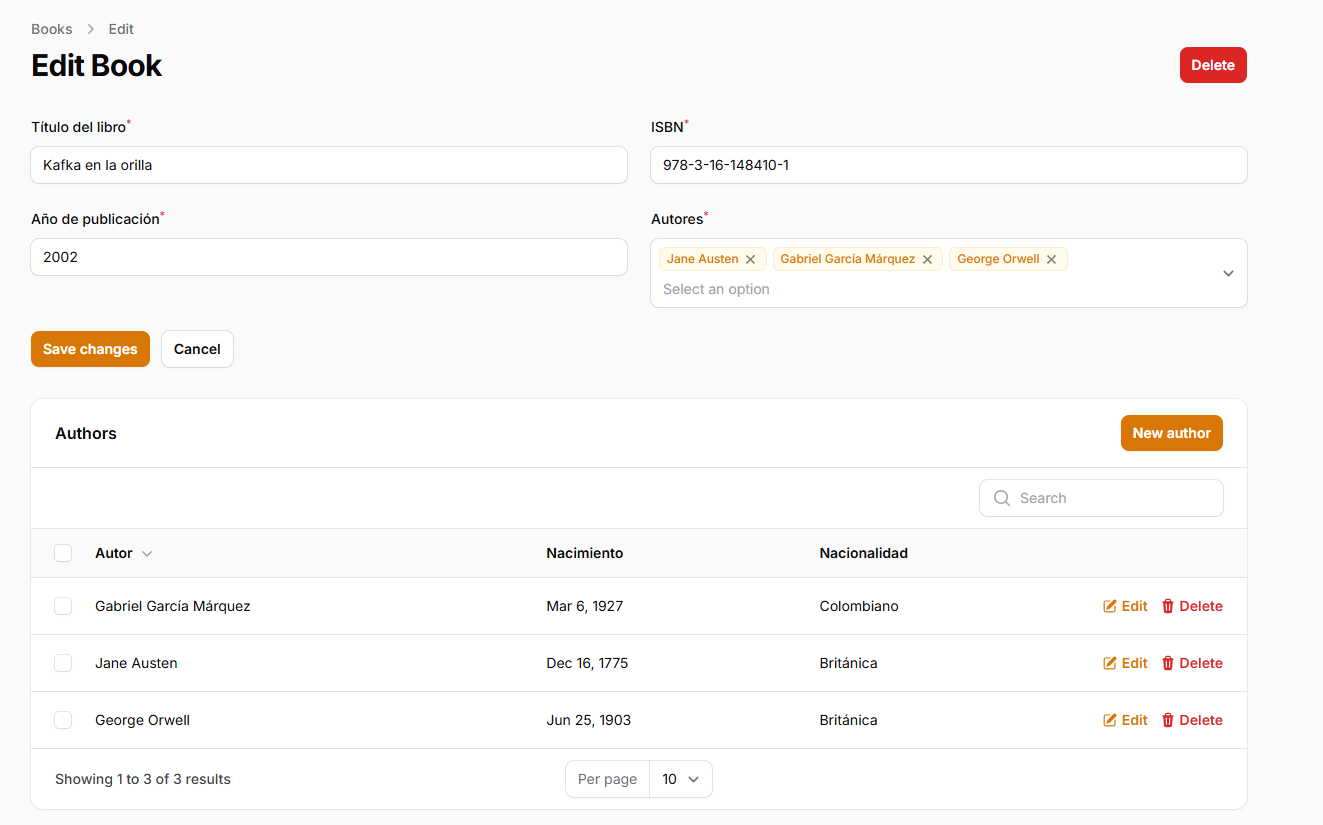 Books > Edit
Edit Book
Delete
Título del libro*
ISBN*
Kafka en la orilla
978-3-16-148410-1
Año de publicación*
Autores*
2002
Jane Austen × Gabriel García Márquez × George Orwell ×
Select an option
Save changes Cancel
Authors
New author
Search
Autor Nacimiento Nacionalidad
Gabriel García Márquez Mar 6, 1927 Colombiano Edit Delete
Jane Austen Dec 16, 1775 Británica Edit Delete
George Orwell Jun 25, 1903 Británica Edit Delete
Showing 1 to 3 of 3 results Per page 10